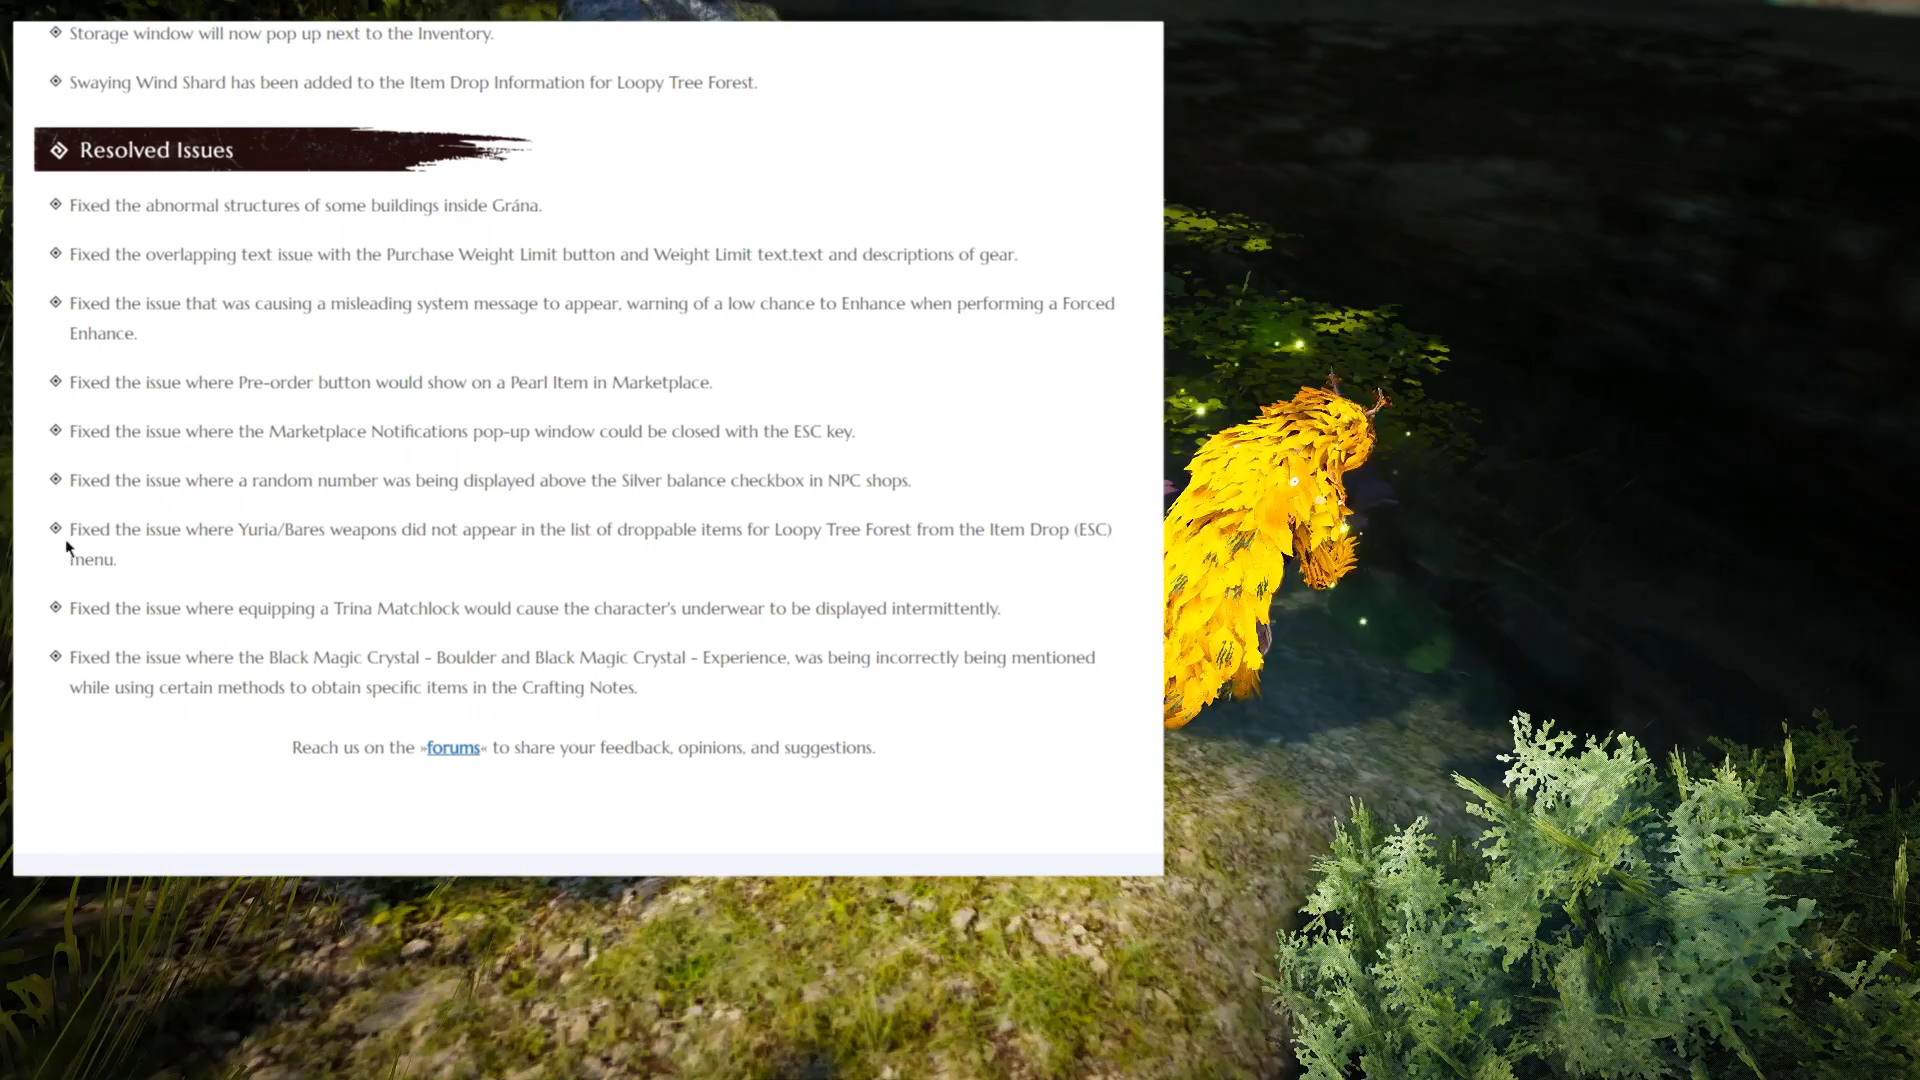 Storage window will now pop up next to the Inventory.
Swaying Wind Shard has been added to the Item Drop Information for Loopy Tree Forest.
Resolved Issues
Fixed the abnormal structures of some buildings inside Grána.
Fixed the overlapping text issue with the Purchase Weight Limit button and Weight Limit text.text and descriptions of gear.
Fixed the issue that was causing a misleading system message to appear, warning of a low chance to Enhance when performing a Forced
Enhance.
Fixed the issue where Pre-order button would show on a Pearl Item in Marketplace.
Fixed the issue where the Marketplace Notifications pop-up window could be closed with the ESC key.
Fixed the issue where a random number was being displayed above the Silver balance checkbox in NPC shops.
Fixed the issue where Yuria/Bares weapons did not appear in the list of droppable items for Loopy Tree Forest from the Item Drop (ESC)
menu.
Fixed the issue where equipping a Trina Matchlock would cause the character's underwear to be displayed intermittently.
Fixed the issue where the Black Magic Crystal - Boulder and Black Magic Crystal - Experience, was being incorrectly being mentioned
while using certain methods to obtain specific items in the Crafting Notes.
Reach us on the »forums« to share your feedback, opinions, and suggestions.